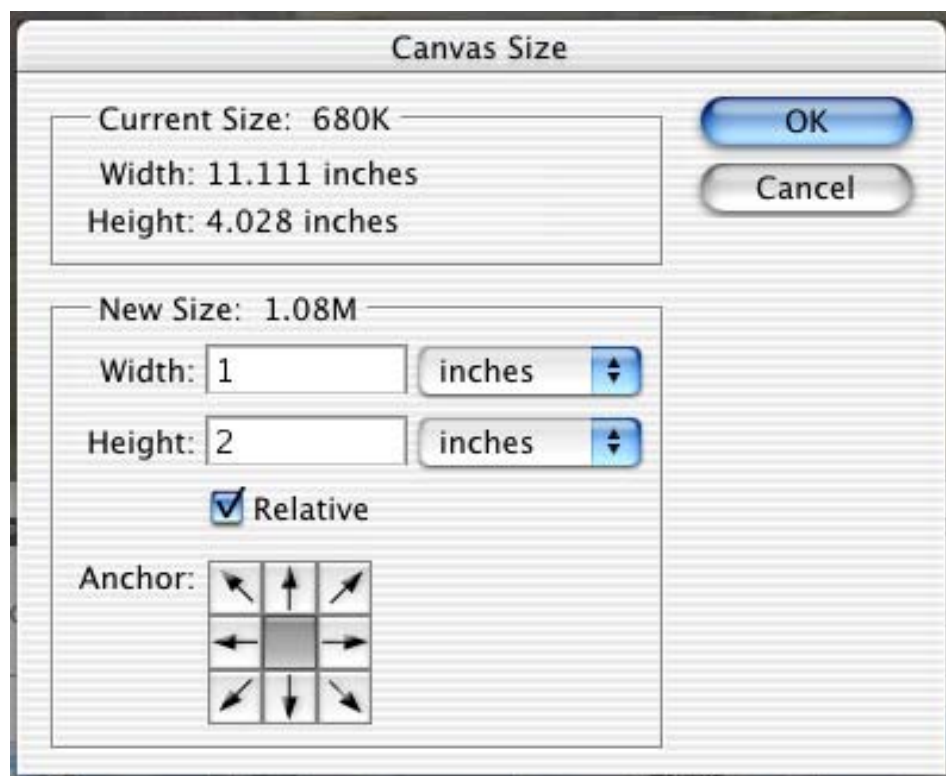 Canvas Size
Current Size: 680K
Width: 11.111 inches
Height: 4.028 inches
OK
Cancel
New Size: 1.08M
Width: 1 inches
Height: 2 inches
Relative
Anchor: